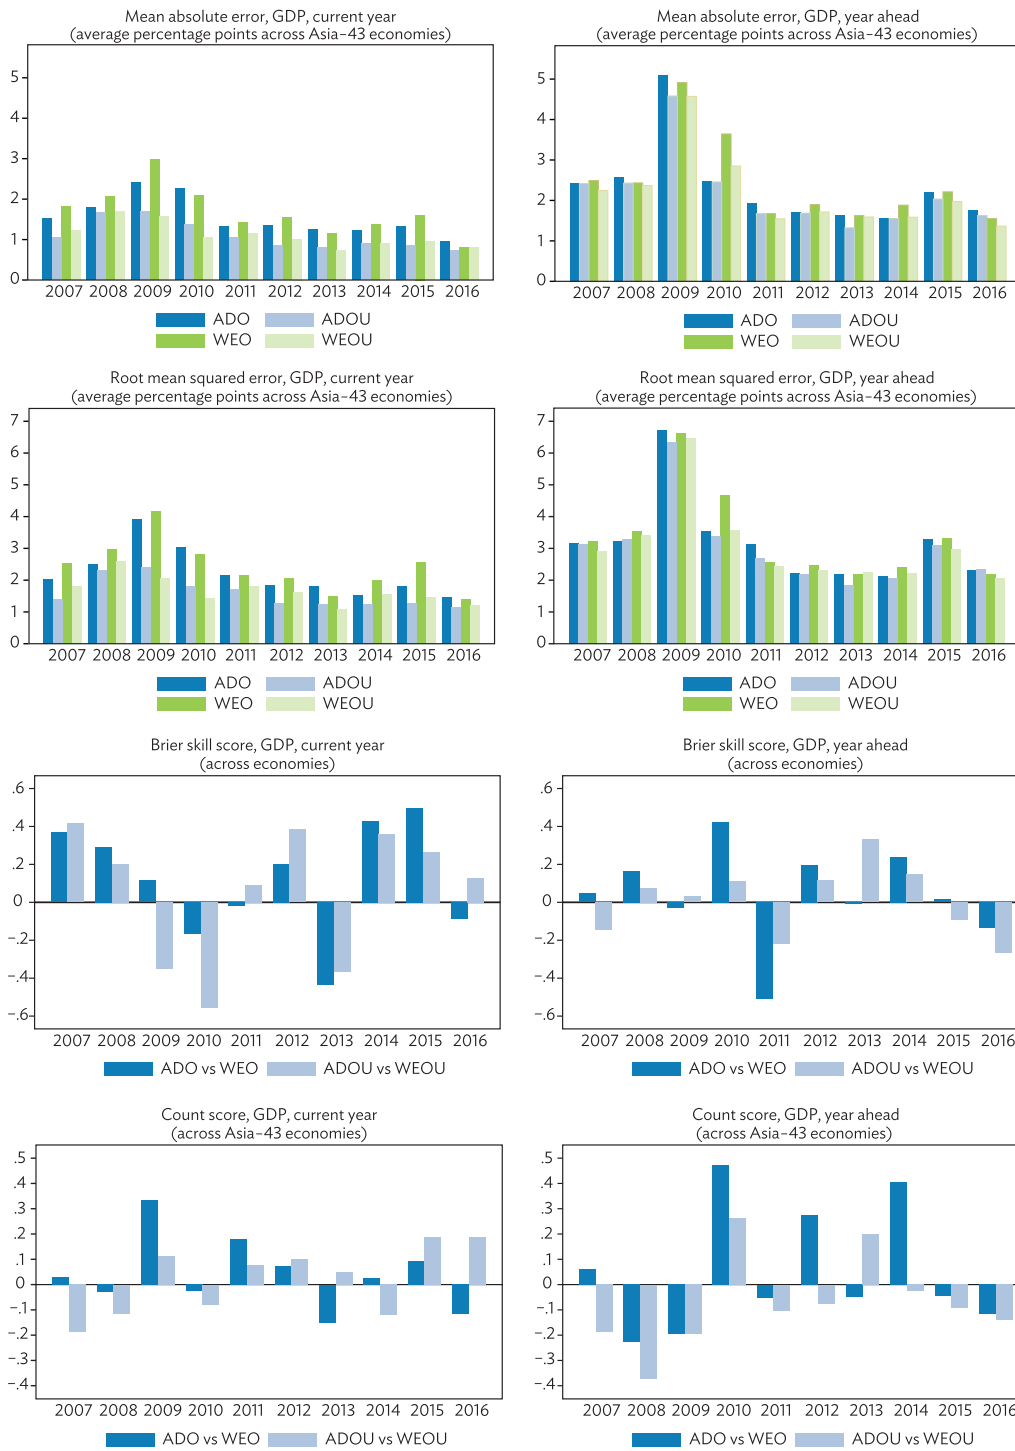 Mean absolute error, GDP, current year
(average percentage points across Asia–43 economies)
5
4
3
2
1
0
2007 2008 2009 2010 2011 2012 2013 2014 2015 2016
ADO ADOU
WEO WEOU
Mean absolute error, GDP, year ahead
(average percentage points across Asia–43 economies)
5
4
3
2
1
0
2007 2008 2009 2010 2011 2012 2013 2014 2015 2016
ADO ADOU
WEO WEOU
Root mean squared error, GDP, current year
(average percentage points across Asia–43 economies)
7
6
5
4
3
2
1
0
2007 2008 2009 2010 2011 2012 2013 2014 2015 2016
ADO ADOU
WEO WEOU
Root mean squared error, GDP, year ahead
(average percentage points across Asia–43 economies)
7
6
5
4
3
2
1
0
2007 2008 2009 2010 2011 2012 2013 2014 2015 2016
ADO ADOU
WEO WEOU
Brier skill score, GDP, current year
(across economies)
.6
.4
.2
0
–.2
–.4
–.6
2007 2008 2009 2010 2011 2012 2013 2014 2015 2016
ADO vs WEO ADOU vs WEOU
Brier skill score, GDP, year ahead
(across economies)
.6
.4
.2
0
–.2
–.4
–.6
2007 2008 2009 2010 2011 2012 2013 2014 2015 2016
ADO vs WEO ADOU vs WEOU
Count score, GDP, current year
(across Asia–43 economies)
.5
.4
.3
.2
.1
0
–.1
–.2
–.3
–.4
2007 2008 2009 2010 2011 2012 2013 2014 2015 2016
ADO vs WEO ADOU vs WEOU
Count score, GDP, year ahead
(across Asia–43 economies)
.5
.4
.3
.2
.1
0
–.1
–.2
–.3
–.4
2007 2008 2009 2010 2011 2012 2013 2014 2015 2016
ADO vs WEO ADOU vs WEOU